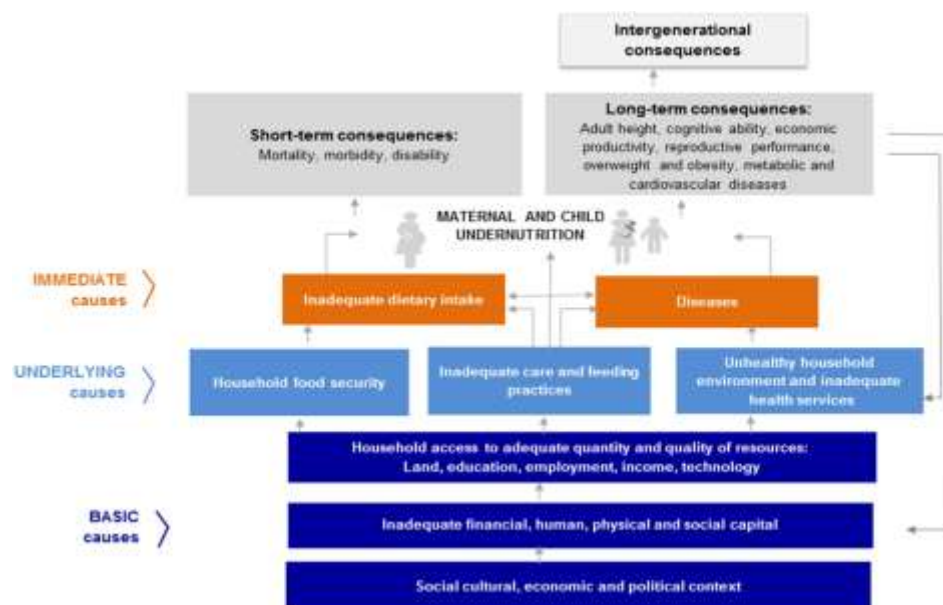 Intergenerational
consequences
Short-term consequences:
Mortality, morbidity, disability
Long-term consequences:
Adult height, cognitive ability, economic
productivity, reproductive performance,
overweight and obesity, metabolic and
cardiovascular diseases
MATERNAL AND CHILD
UNDERNUTRITION
IMMEDIATE
causes
Inadequate dietary intake
Diseases
UNDERLYING
causes
Household food security
Inadequate care and feeding
practices
Unhealthy household
environment and inadequate
health services
Household access to adequate quantity and quality of resources:
Land, education, employment, income, technology
BASIC
causes
Inadequate financial, human, physical and social capital
Social cultural, economic and political context